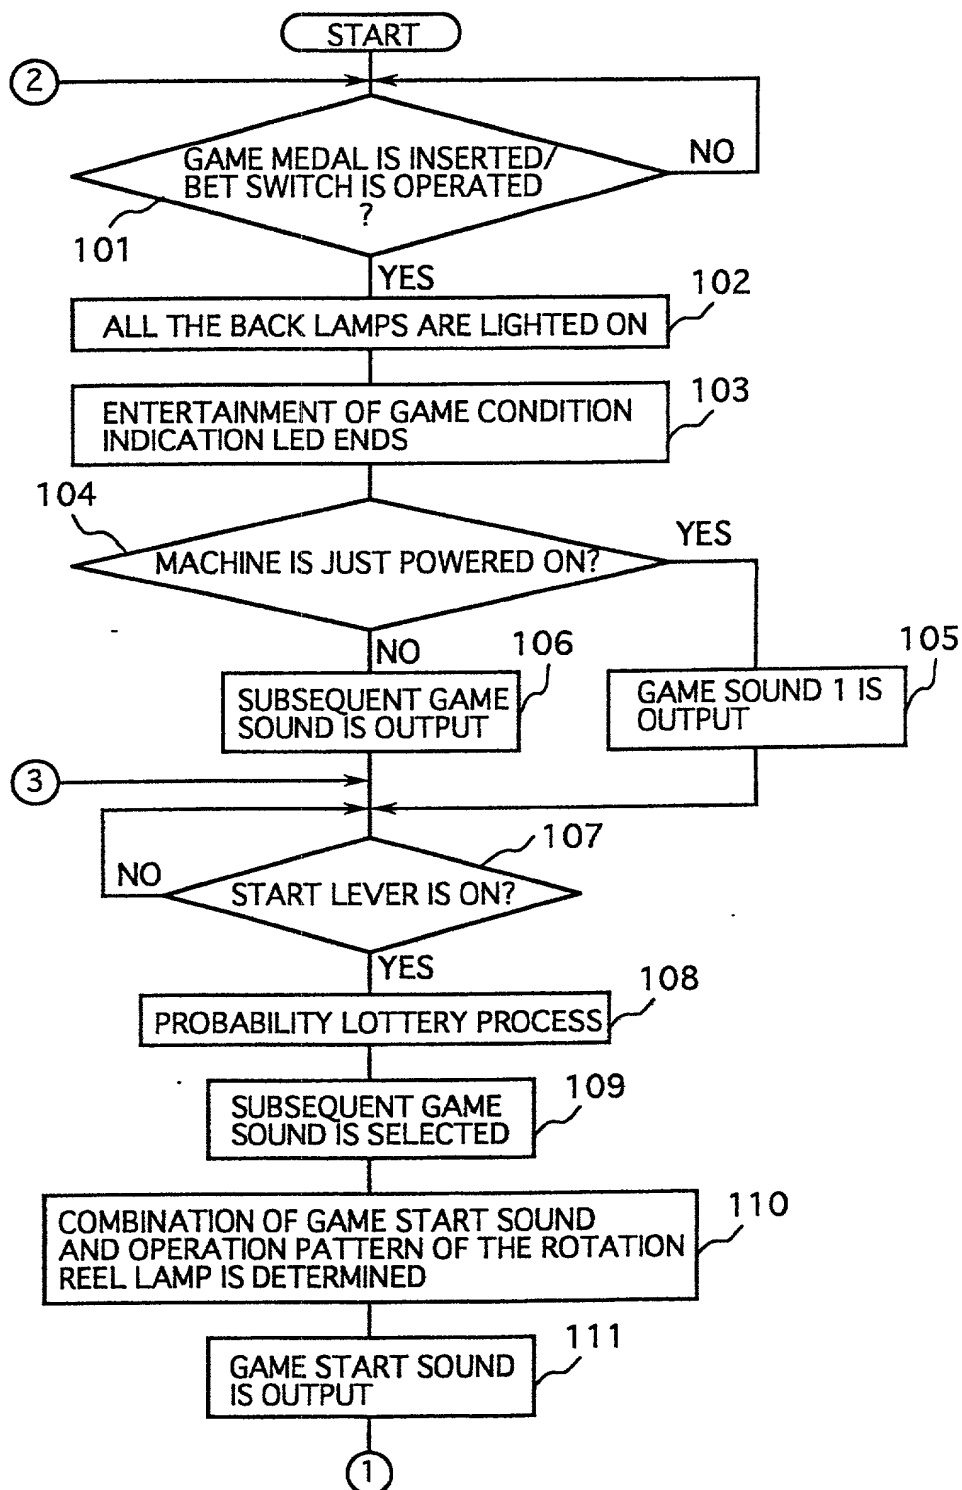 START
2
GAME MEDAL IS INSERTED/
BET SWITCH IS OPERATED
?
NO
101
YES
102
ALL THE BACK LAMPS ARE LIGHTED ON
103
ENTERTAINMENT OF GAME CONDITION
INDICATION LED ENDS
104
MACHINE IS JUST POWERED ON?
YES
NO
106
105
SUBSEQUENT GAME
SOUND IS OUTPUT
GAME SOUND 1 IS
OUTPUT
3
107
NO
START LEVER IS ON?
YES
108
PROBABILITY LOTTERY PROCESS
109
SUBSEQUENT GAME
SOUND IS SELECTED
110
COMBINATION OF GAME START SOUND
AND OPERATION PATTERN OF THE ROTATION
REEL LAMP IS DETERMINED
111
GAME START SOUND
IS OUTPUT
1